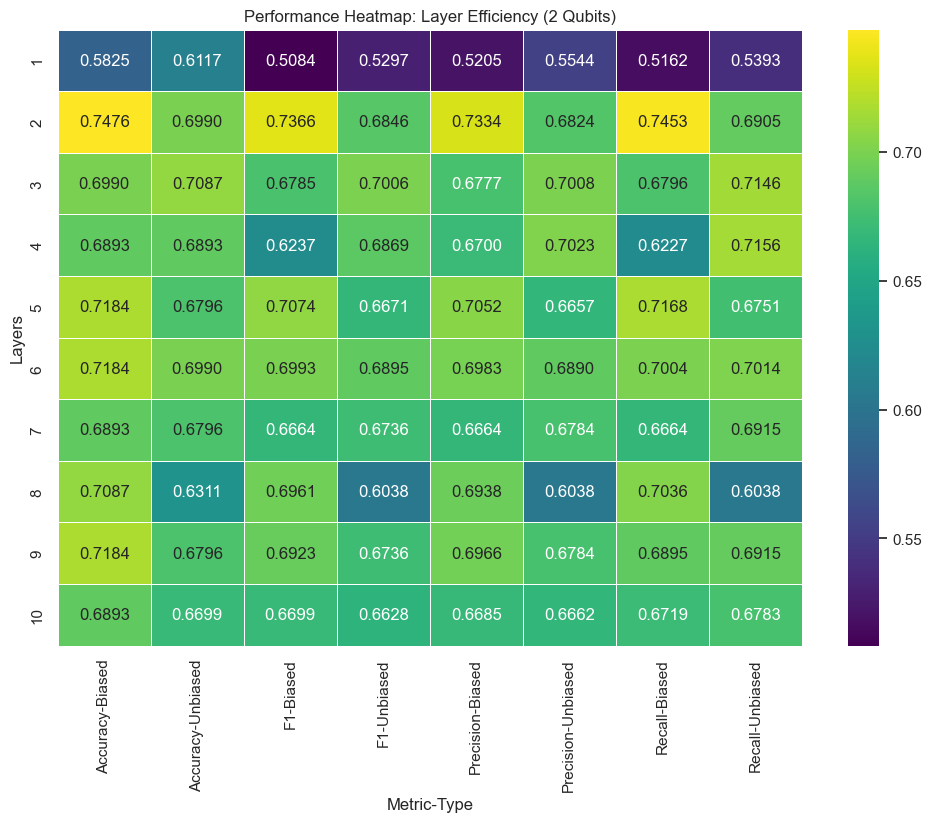 Performance Heatmap: Layer Efficiency (2 Qubits)
Layers
1 0.5825 0.6117 0.5084 0.5297 0.5205 0.5544 0.5162 0.5393
2 0.7476 0.6990 0.7366 0.6846 0.7334 0.6824 0.7453 0.6905
3 0.6990 0.7087 0.6785 0.7006 0.6777 0.7008 0.6796 0.7146
4 0.6893 0.6893 0.6237 0.6869 0.6700 0.7023 0.6227 0.7156
5 0.7184 0.6796 0.7074 0.6671 0.7052 0.6657 0.7168 0.6751
6 0.7184 0.6990 0.6993 0.6895 0.6983 0.6890 0.7004 0.7014
7 0.6893 0.6796 0.6664 0.6736 0.6664 0.6784 0.6664 0.6915
8 0.7087 0.6311 0.6961 0.6038 0.6938 0.6038 0.7036 0.6038
9 0.7184 0.6796 0.6923 0.6736 0.6966 0.6784 0.6895 0.6915
10 0.6893 0.6699 0.6699 0.6628 0.6685 0.6662 0.6719 0.6783
Accuracy-Biased
Accuracy-Unbiased
F1-Biased
F1-Unbiased
Precision-Biased
Precision-Unbiased
Recall-Biased
Recall-Unbiased
Metric-Type
0.70
0.65
0.60
0.55